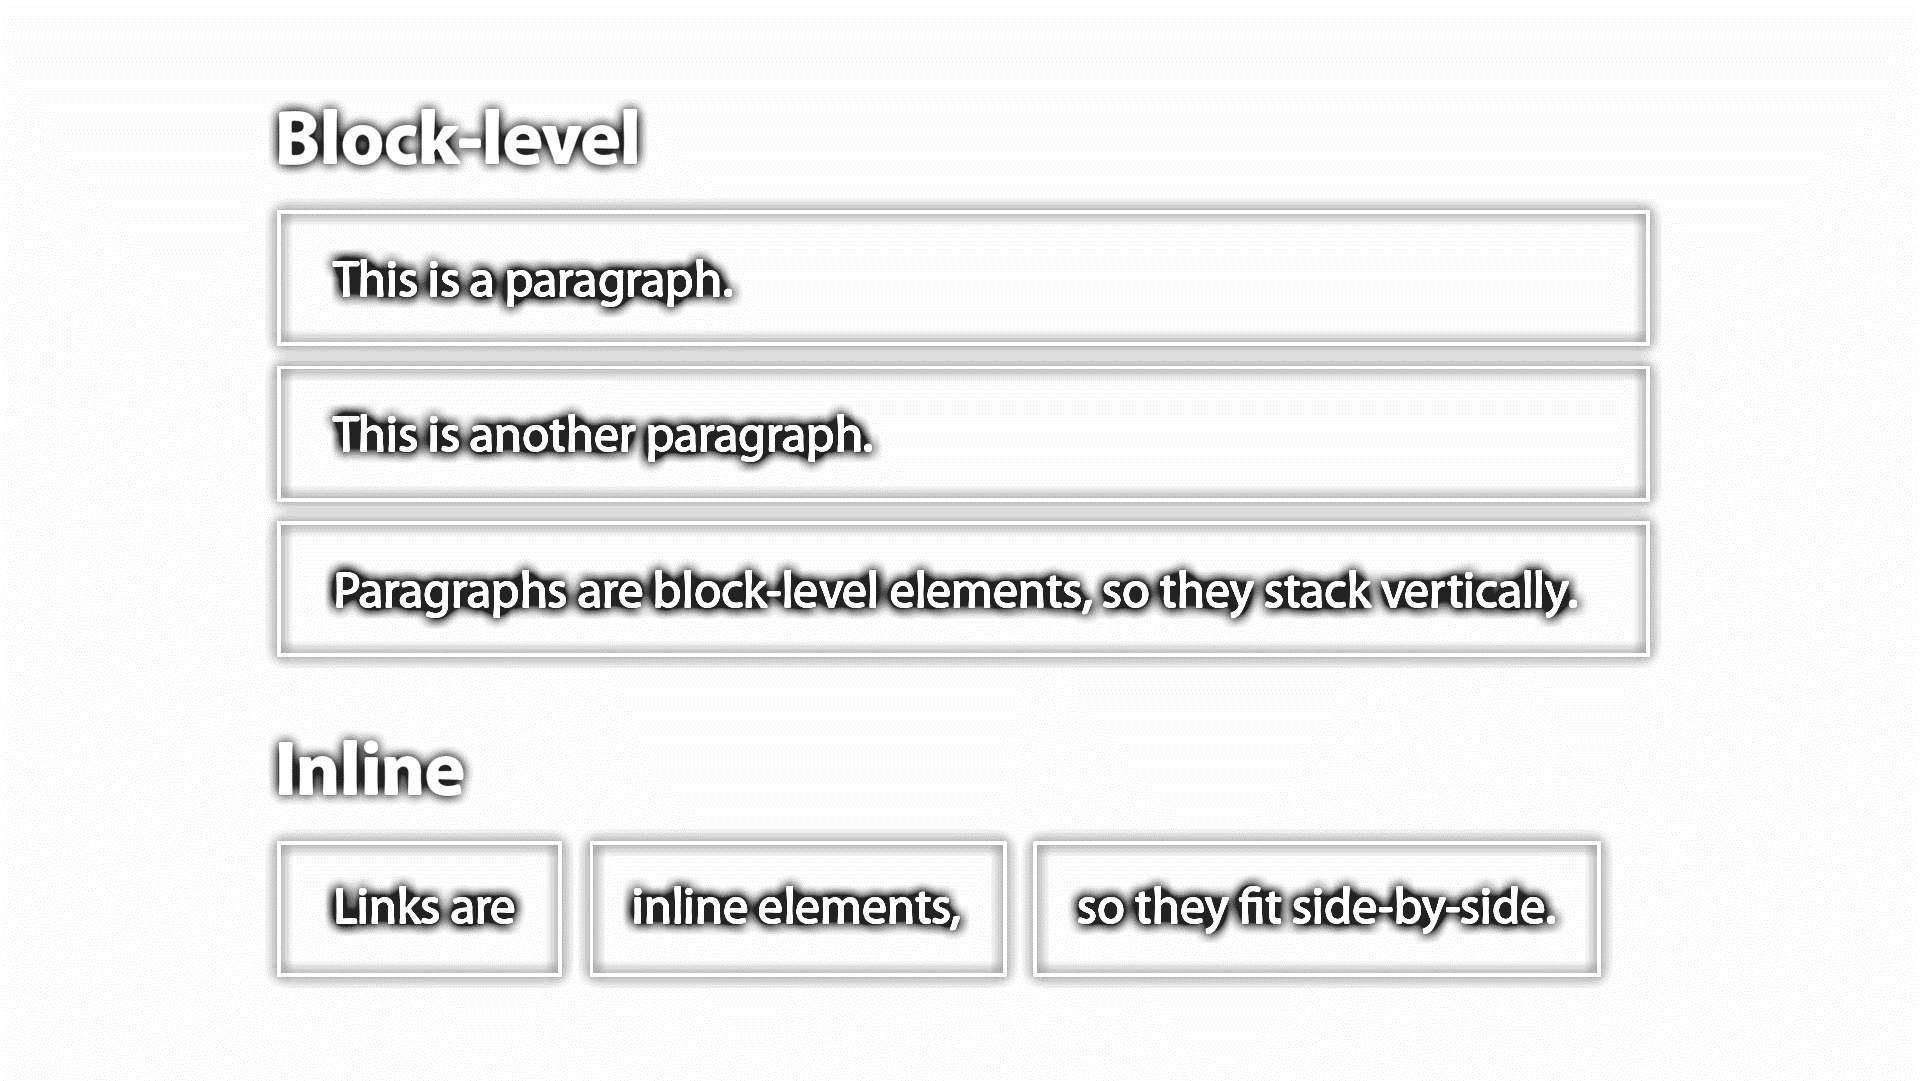 Block-level
This is a paragraph.
This is another paragraph.
Paragraphs are block-level elements, so they stack vertically.
Inline
Links are inline elements, so they fit side-by-side.